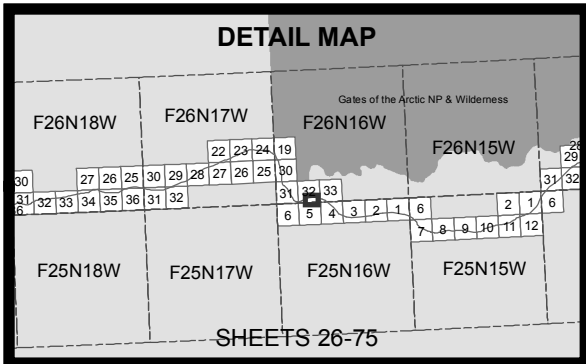 DETAIL MAP
Gates of the Arctic NP & Wilderness
F26N18W F26N17W F26N16W F26N15W
22 23 24 19 28
30 27 26 25 30 29 28 27 26 25 30 29
31 32 33 34 35 36 31 32 31 32 33 31 32
6 6 5 4 3 2 1 6 2 1 6
7 8 9 10 11 12
F25N18W F25N17W F25N16W F25N15W
SHEETS 26-75